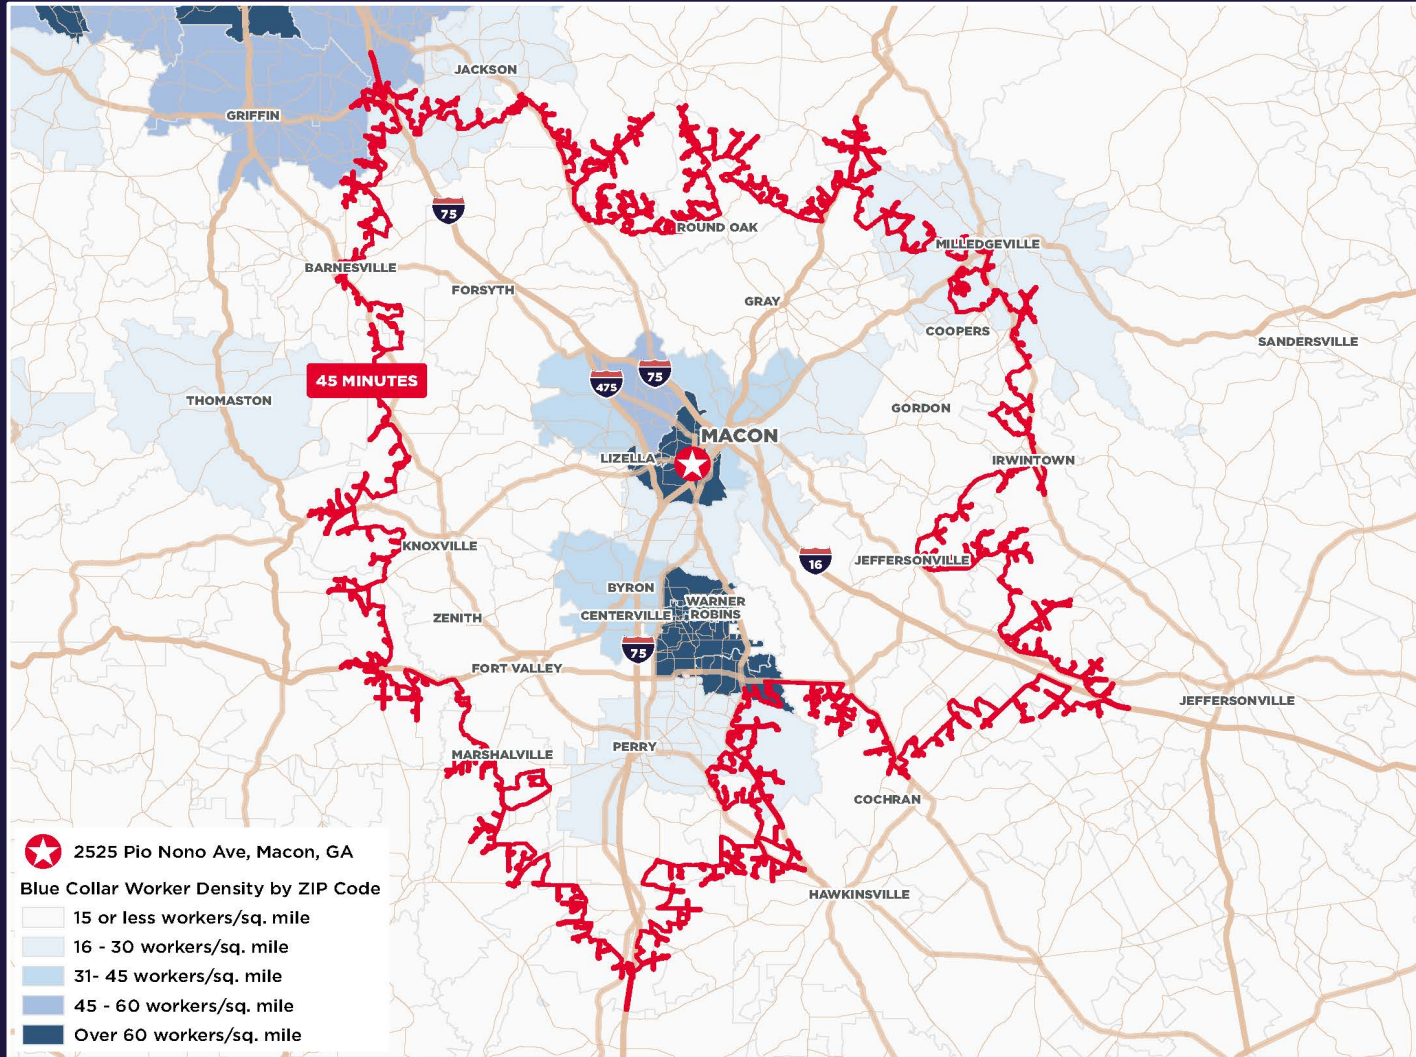 JACKSON
GRIFFIN
75
ROUND OAK
MILLEDGEVILLE
BARNESVILLE
FORSYTH
GRAY
COOPERS
SANDERSVILLE
45 MINUTES
475
75
THOMASTON
GORDON
MACON
LIZELLA
IRWINTOWN
KNOXVILLE
16
JEFFERSONVILLE
BYRON
WARNER
ROBINS
CENTERVILLE
ZENITH
75
FORT VALLEY
JEFFERSONVILLE
PERRY
MARSHALVILLE
COCHRAN
HAWKINSVILLE
2525 Pio Nono Ave, Macon, GA
Blue Collar Worker Density by ZIP Code
15 or less workers/sq. mile
16 - 30 workers/sq. mile
31- 45 workers/sq. mile
45 - 60 workers/sq. mile
Over 60 workers/sq. mile